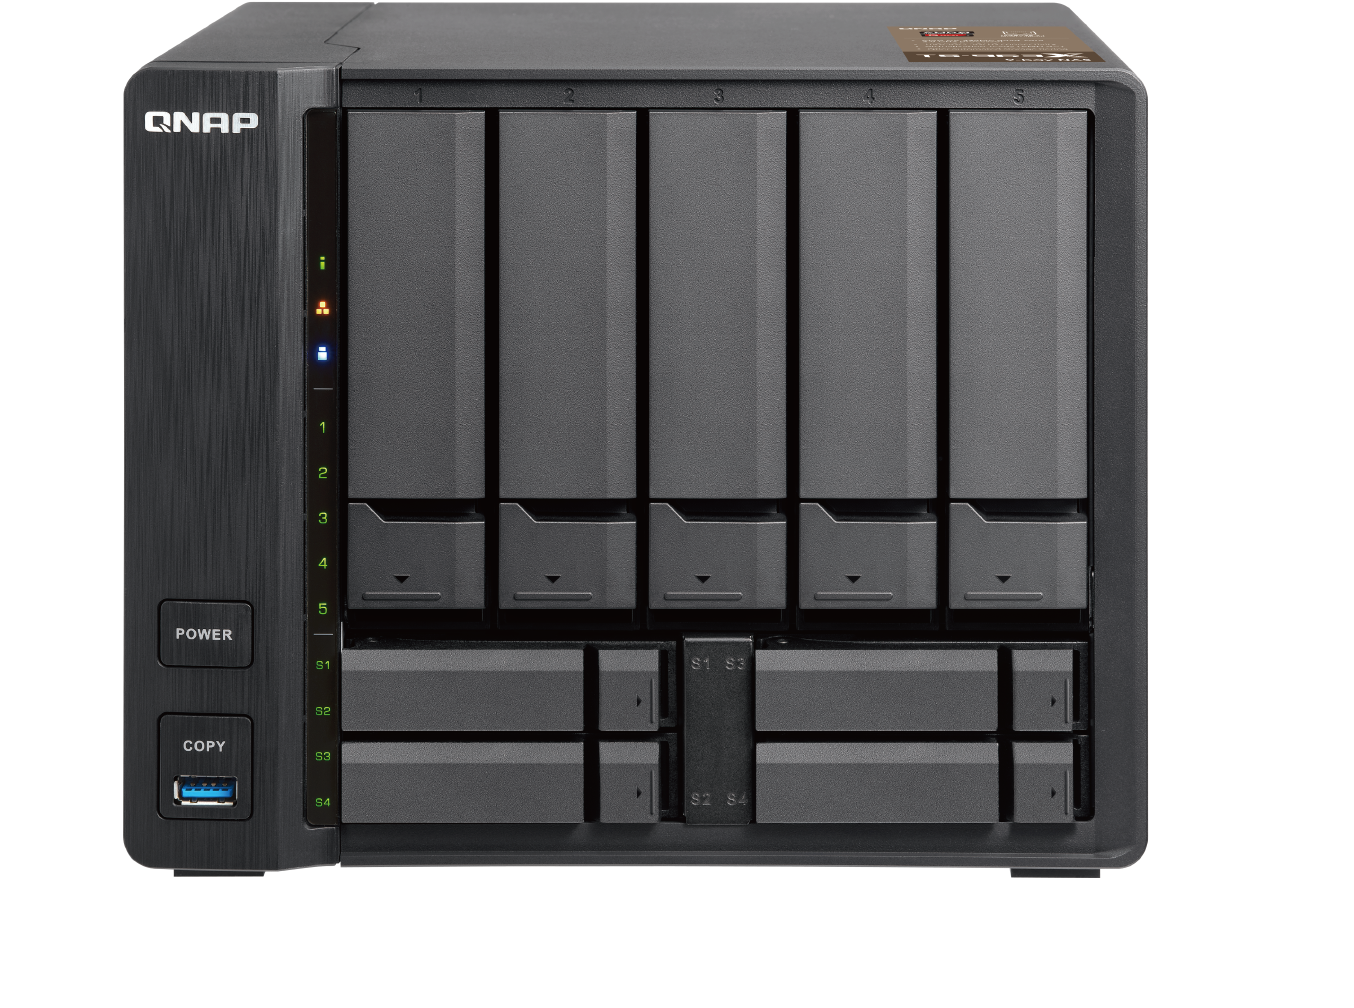 QNAP
1 2 3 4 5
1
2
3
4
5
S1
S2
S3
S4
POWER
COPY
S1 S3
S2 S4